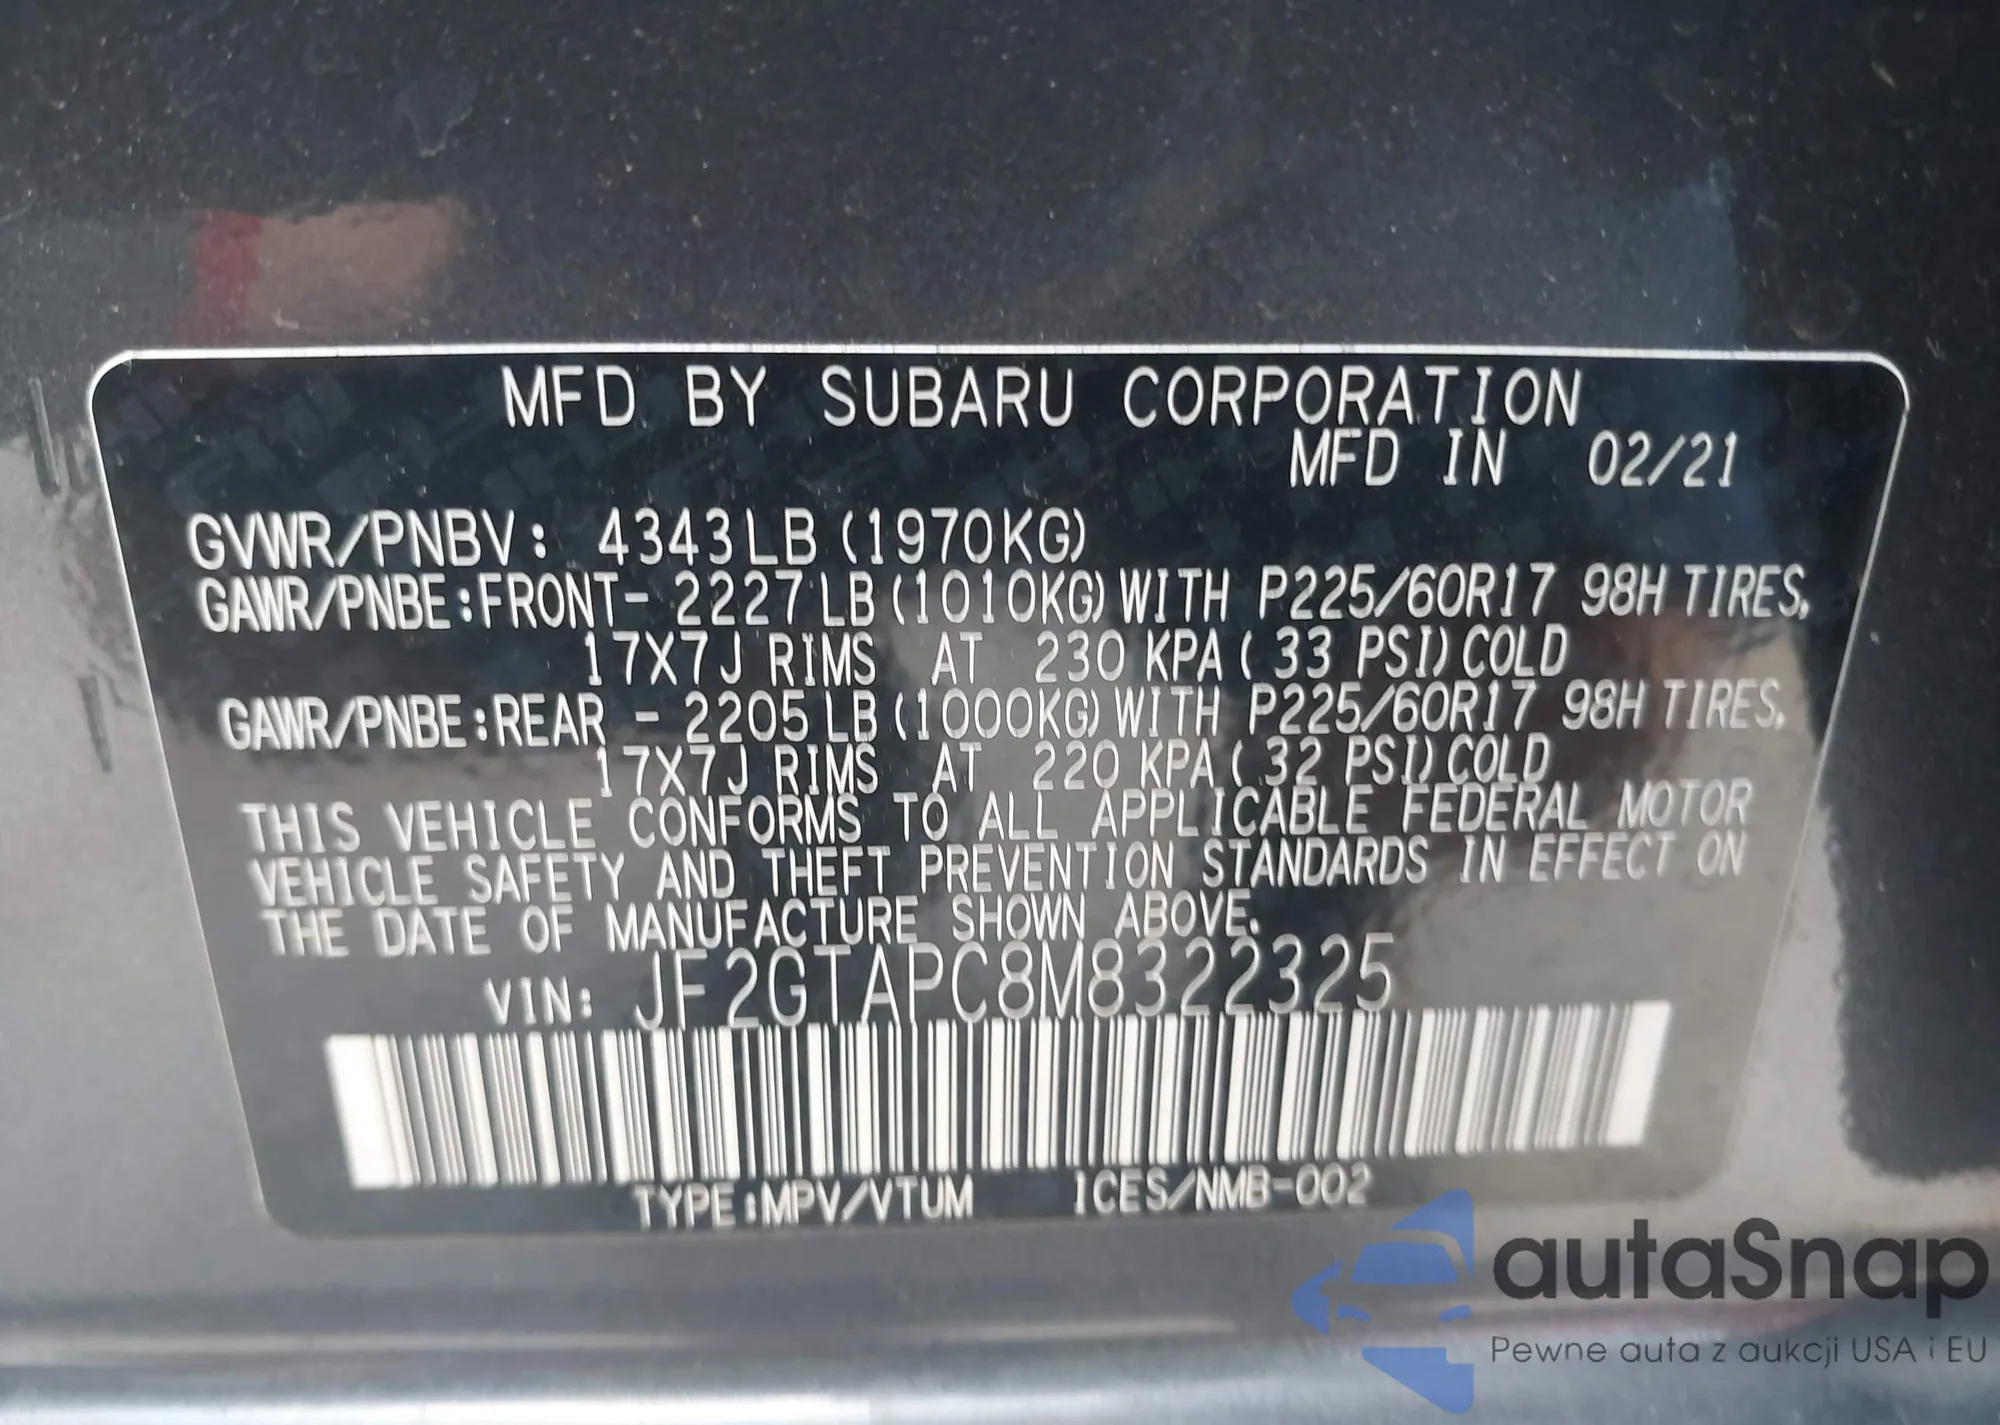 MFD BY SUBARU CORPORATION
MFD IN 02/21
GVWR/PNBV: 4343LB (1970KG)
GAWR/PNBE:FRONT- 2227LB (1010KG) WITH P225/60R17 98H TIRES,
17X7J RIMS AT 230 KPA ( 33 PSI) COLD
GAWR/PNBE:REAR - 2205LB (1000KG) WITH P225/60R17 98H TIRES,
17X7J RIMS AT 220 KPA ( 32 PSI) COLD
THIS VEHICLE CONFORMS TO ALL APPLICABLE FEDERAL MOTOR
VEHICLE SAFETY AND THEFT PREVENTION STANDARDS IN EFFECT ON
THE DATE OF MANUFACTURE SHOWN ABOVE.
VIN: JF2GTAPC8M8322325
TYPE:MPV/VTUM ICES/NMB-002
autaSnap
Pewne auta z aukcji USA i EU